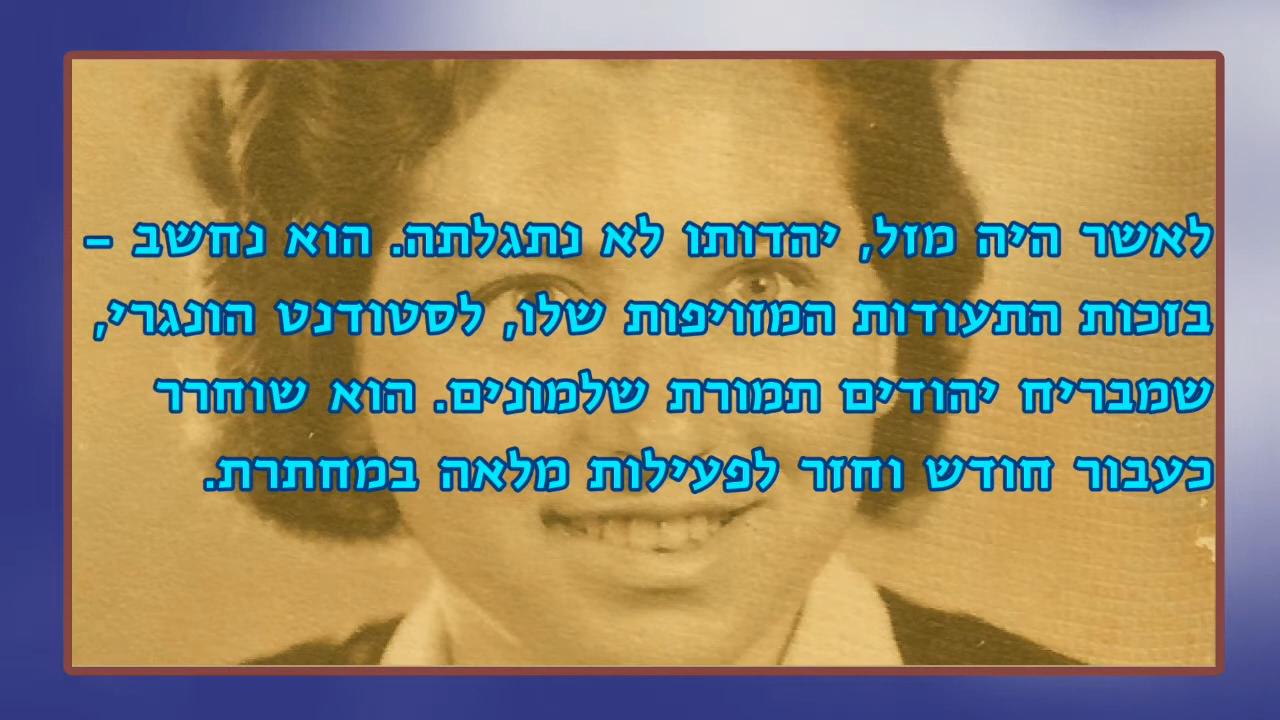 לאשר היה מזל, יהדותו לא נתגלתה. הוא נחשב –
בזכות התעודות המזויפות שלו, לסטודנט הונגרי,
שמבריח יהודים תמורת שלמונים. הוא שוחרר
כעבור חודש וחזר לפעילות מלאה במחתרת.